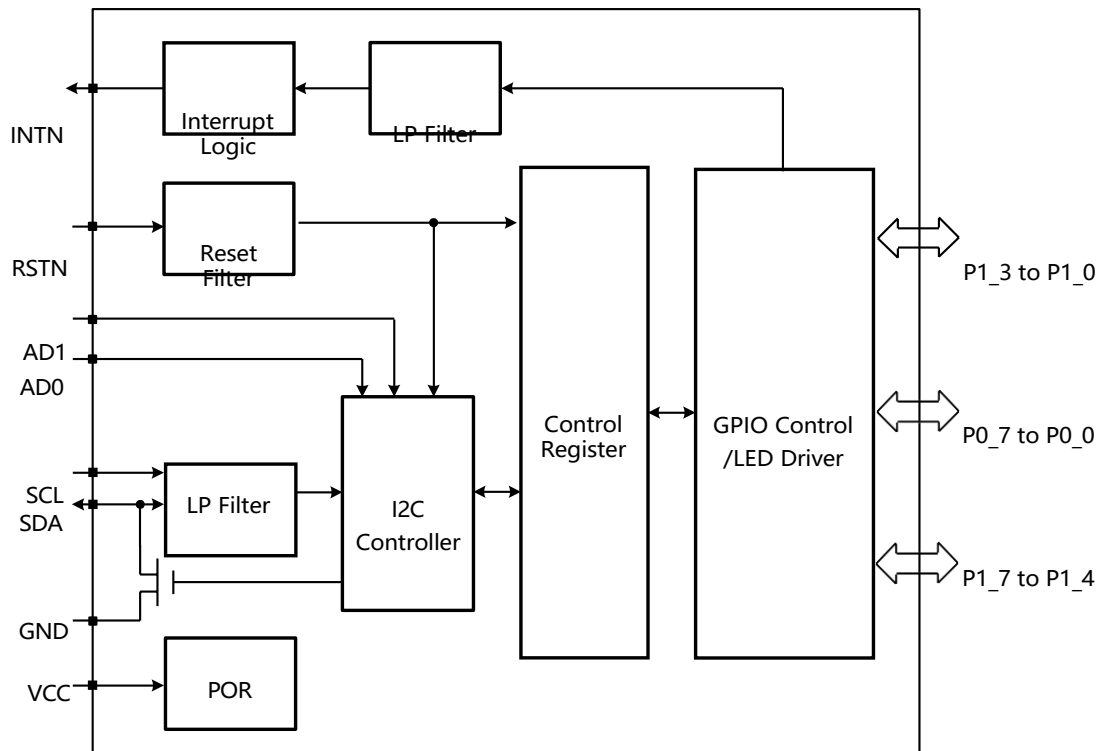 INTN
Interrupt
Logic
LP Filter
RSTN
Reset
Filter
P1_3 to P1_0
AD1
AD0
Control
Register
GPIO Control
/LED Driver
P0_7 to P0_0
SCL
SDA
LP Filter
I2C
Controller
P1_7 to P1_4
GND
VCC
POR